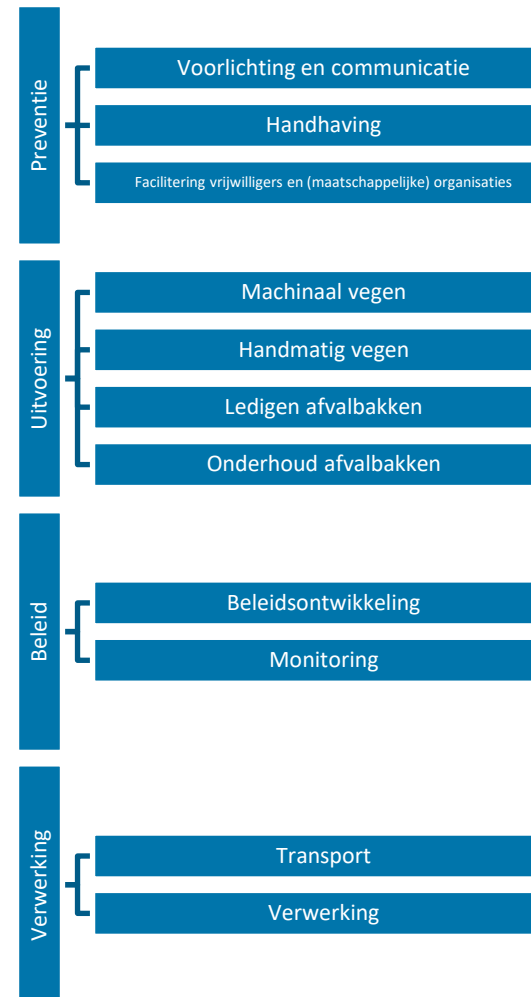 Preventie
Voorlichting en communicatie
Handhaving
Facilitering vrijwilligers en (maatschappelijke) organisaties
Uitvoering
Machinaal vegen
Handmatig vegen
Ledigen afvalbakken
Onderhoud afvalbakken
Beleid
Beleidsontwikkeling
Monitoring
Verwerking
Transport
Verwerking